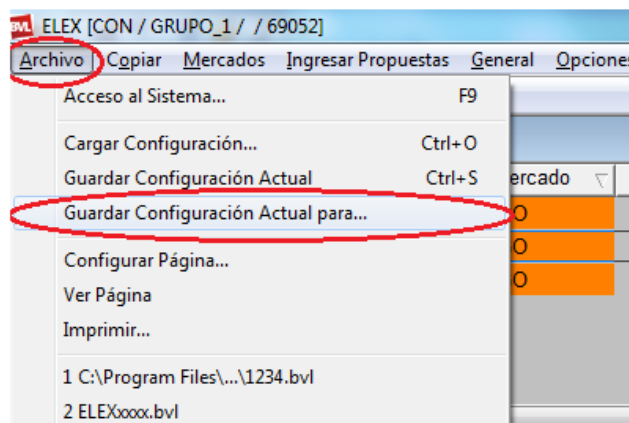 BVL ELEX [CON / GRUPO_1 / / 69052]
Archivo Copiar Mercados Ingresar Propuestas General Opciones
Acceso al Sistema... F9
Cargar Configuración... Ctrl+O
Guardar Configuración Actual Ctrl+S
ercado
Guardar Configuración Actual para...
O
Configurar Página...
O
Ver Página
O
Imprimir...
1 C:\Program Files\...\1234.bvl
2 ELEXxxxx.bvl